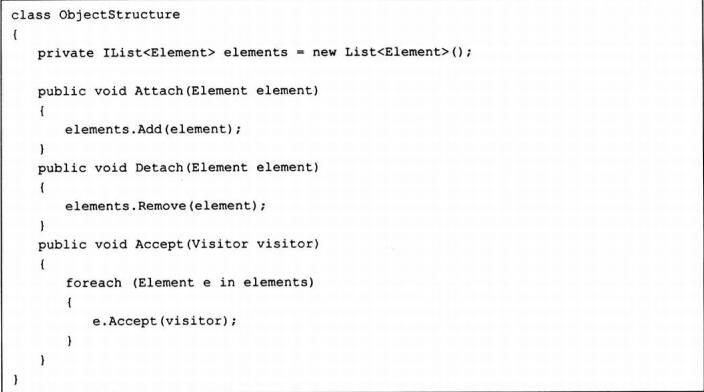 class ObjectStructure
{
    private IList<Element> elements = new List<Element>();

    public void Attach(Element element)
    {
        elements.Add(element);
    }
    public void Detach(Element element)
    {
        elements.Remove(element);
    }
    public void Accept(Visitor visitor)
    {
        foreach (Element e in elements)
        {
            e.Accept(visitor);
        }
    }
}